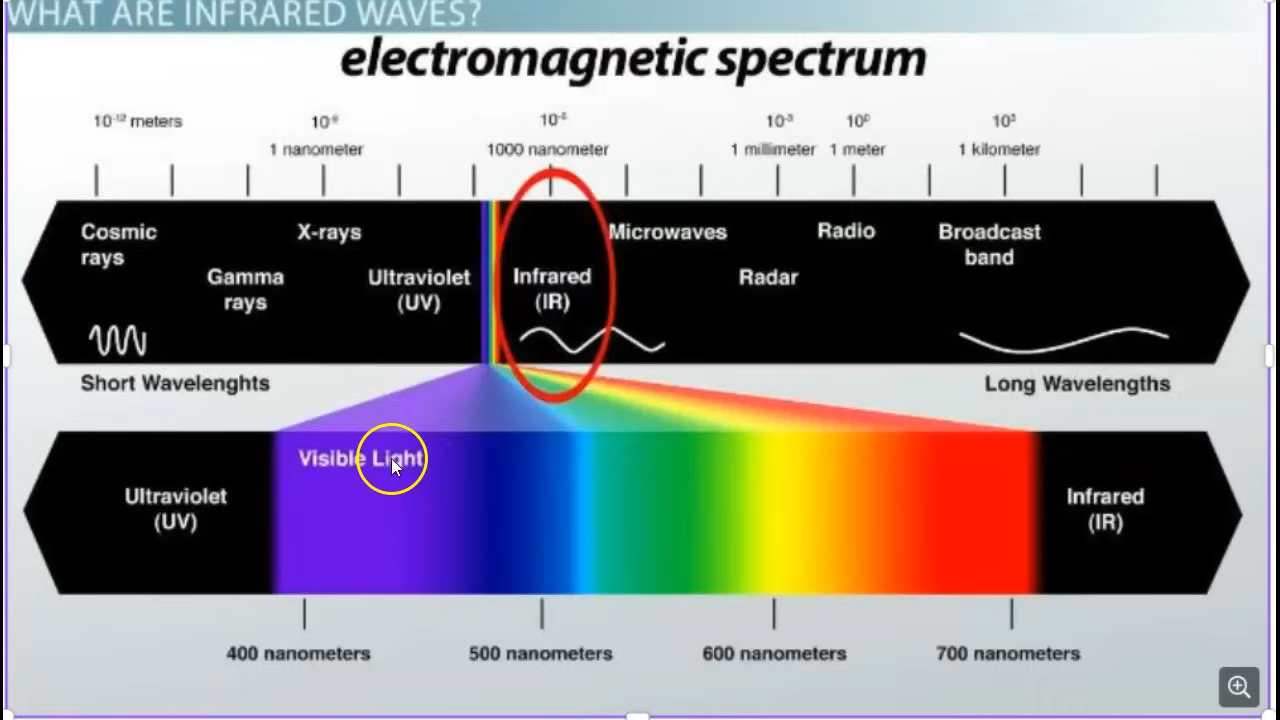 WHAT ARE INFRARED WAVES?
electromagnetic spectrum
10⁻¹² meters 10⁻⁹ 10⁻⁶ 10⁻³ 10⁰ 10³
1 nanometer 1000 nanometer 1 millimeter 1 meter 1 kilometer
Cosmic rays
Gamma rays
X-rays
Ultraviolet (UV)
Infrared (IR)
Microwaves
Radar
Radio
Broadcast band
Short Wavelenghts Long Wavelengths
Visible Light
Ultraviolet (UV)
Infrared (IR)
400 nanometers 500 nanometers 600 nanometers 700 nanometers